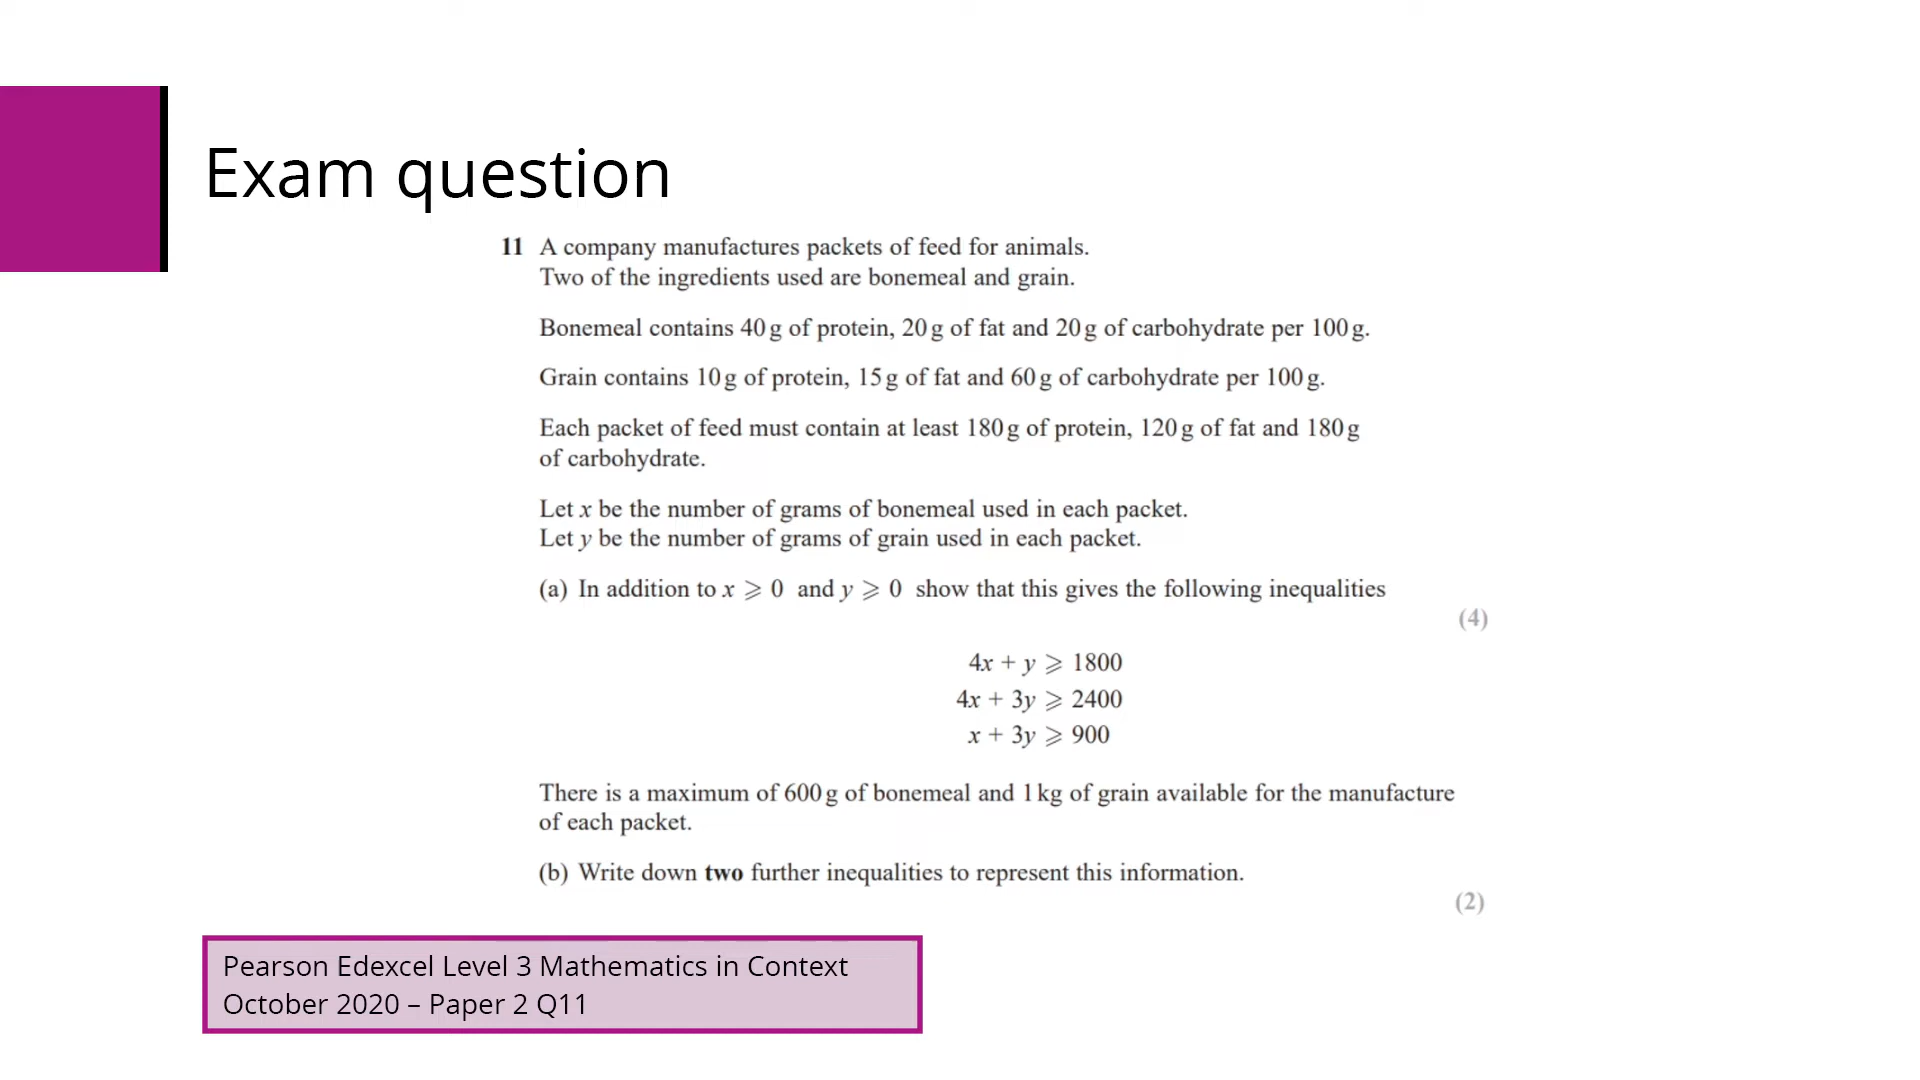 Exam question
11 A company manufactures packets of feed for animals.
Two of the ingredients used are bonemeal and grain.
Bonemeal contains 40 g of protein, 20 g of fat and 20 g of carbohydrate per 100 g.
Grain contains 10 g of protein, 15 g of fat and 60 g of carbohydrate per 100 g.
Each packet of feed must contain at least 180 g of protein, 120 g of fat and 180 g
of carbohydrate.
Let x be the number of grams of bonemeal used in each packet.
Let y be the number of grams of grain used in each packet.
(a) In addition to x ⩾ 0 and y ⩾ 0 show that this gives the following inequalities
(4)
4x + y ⩾ 1800
4x + 3y ⩾ 2400
x + 3y ⩾ 900
There is a maximum of 600 g of bonemeal and 1 kg of grain available for the manufacture
of each packet.
(b) Write down two further inequalities to represent this information.
(2)
Pearson Edexcel Level 3 Mathematics in Context
October 2020 – Paper 2 Q11